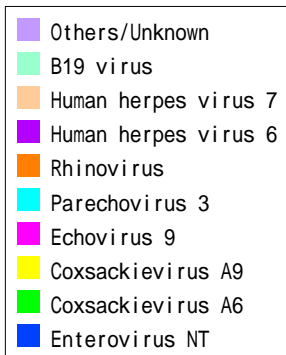 Others/Unknown
B19 virus
Human herpes virus 7
Human herpes virus 6
Rhinovirus
Parechovirus 3
Echovirus 9
Coxsackievirus A9
Coxsackievirus A6
Enterovirus NT